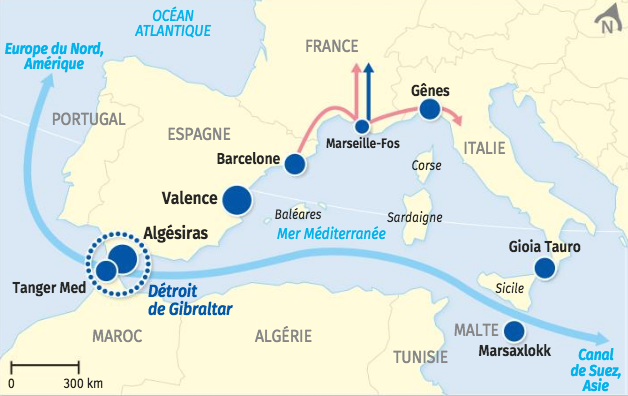 OCÉAN
ATLANTIQUE
N
Europe du Nord,
Amérique
FRANCE
Gênes
PORTUGAL
ESPAGNE
Marseille-Fos
ITALIE
Barcelone
Corse
Valence
Baléares
Sardaigne
Algésiras
Mer Méditerranée
Gioia Tauro
Tanger Med
Détroit
de Gibraltar
Sicile
MAROC
ALGÉRIE
MALTE
TUNISIE
Marsaxlokk
Canal
de Suez,
Asie
0 300 km